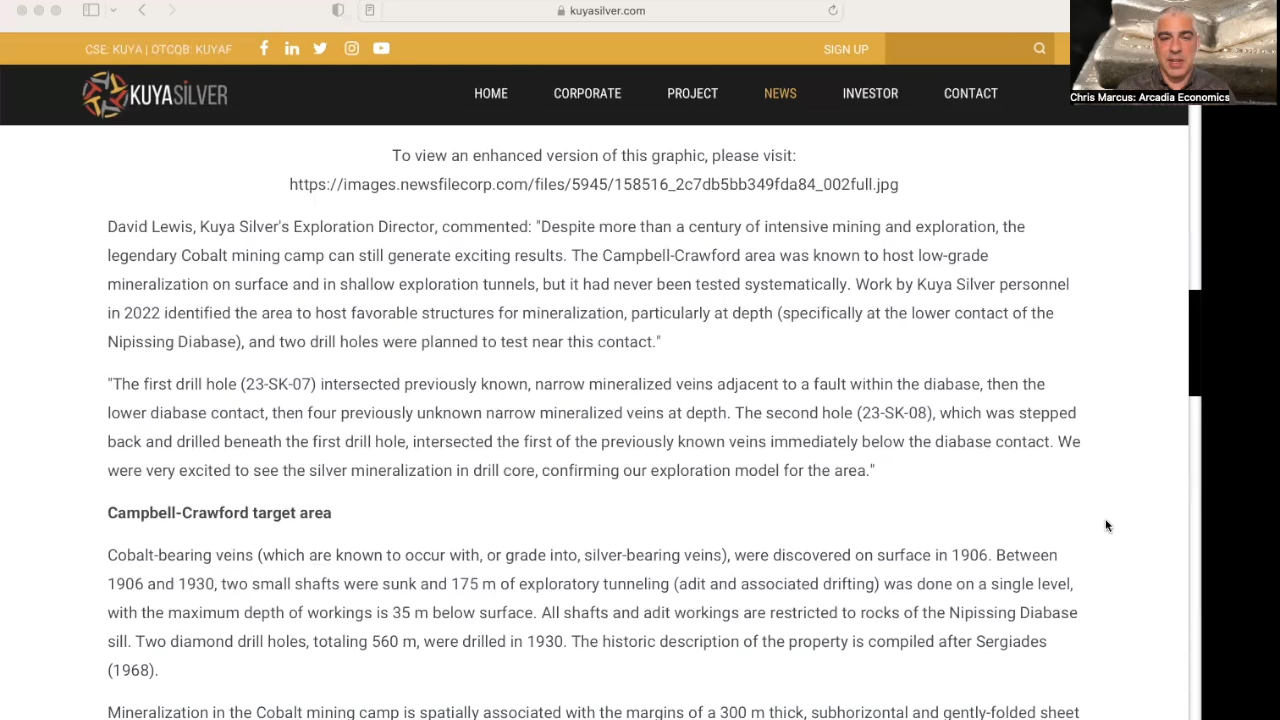 kuyasilver.com
CSE: KUYA | OTCQB: KUYAF
SIGN UP
KUYASILVER
HOME
CORPORATE
PROJECT
NEWS
INVESTOR
CONTACT
Chris Marcus: Arcadia Economics
To view an enhanced version of this graphic, please visit:
https://images.newsfilecorp.com/files/5945/158516_2c7db5bb349fda84_002full.jpg
David Lewis, Kuya Silver's Exploration Director, commented: "Despite more than a century of intensive mining and exploration, the
legendary Cobalt mining camp can still generate exciting results. The Campbell-Crawford area was known to host low-grade
mineralization on surface and in shallow exploration tunnels, but it had never been tested systematically. Work by Kuya Silver personnel
in 2022 identified the area to host favorable structures for mineralization, particularly at depth (specifically at the lower contact of the
Nipissing Diabase), and two drill holes were planned to test near this contact."
"The first drill hole (23-SK-07) intersected previously known, narrow mineralized veins adjacent to a fault within the diabase, then the
lower diabase contact, then four previously unknown narrow mineralized veins at depth. The second hole (23-SK-08), which was stepped
back and drilled beneath the first drill hole, intersected the first of the previously known veins immediately below the diabase contact. We
were very excited to see the silver mineralization in drill core, confirming our exploration model for the area."
Campbell-Crawford target area
Cobalt-bearing veins (which are known to occur with, or grade into, silver-bearing veins), were discovered on surface in 1906. Between
1906 and 1930, two small shafts were sunk and 175 m of exploratory tunneling (adit and associated drifting) was done on a single level,
with the maximum depth of workings is 35 m below surface. All shafts and adit workings are restricted to rocks of the Nipissing Diabase
sill. Two diamond drill holes, totaling 560 m, were drilled in 1930. The historic description of the property is compiled after Sergiades
(1968).
Mineralization in the Cobalt mining camp is spatially associated with the margins of a 300 m thick, subhorizontal and gently-folded sheet